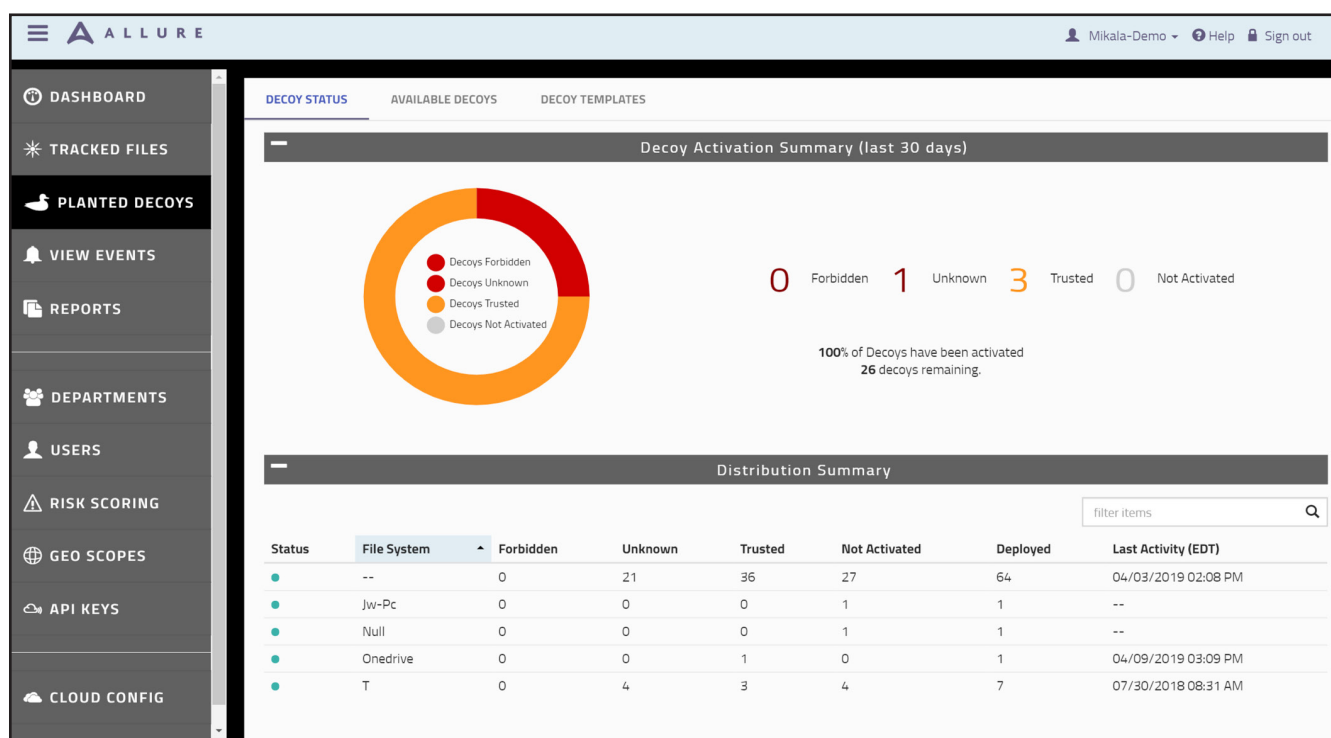 ALLURE
Mikala-Demo Help Sign out
DASHBOARD
TRACKED FILES
PLANTED DECOYS
VIEW EVENTS
REPORTS
DEPARTMENTS
USERS
RISK SCORING
GEO SCOPES
API KEYS
CLOUD CONFIG
DECOY STATUS AVAILABLE DECOYS DECOY TEMPLATES
Decoy Activation Summary (last 30 days)
Decoys Forbidden
Decoys Unknown
Decoys Trusted
Decoys Not Activated
0 Forbidden 1 Unknown 3 Trusted 0 Not Activated
100% of Decoys have been activated
26 decoys remaining.
Distribution Summary
filter items
Status File System Forbidden Unknown Trusted Not Activated Deployed Last Activity (EDT)
-- 0 21 36 27 64 04/03/2019 02:08 PM
Jw-Pc 0 0 0 1 1 --
Null 0 0 0 1 1 --
Onedrive 0 0 1 0 1 04/09/2019 03:09 PM
T 0 4 3 4 7 07/30/2018 08:31 AM